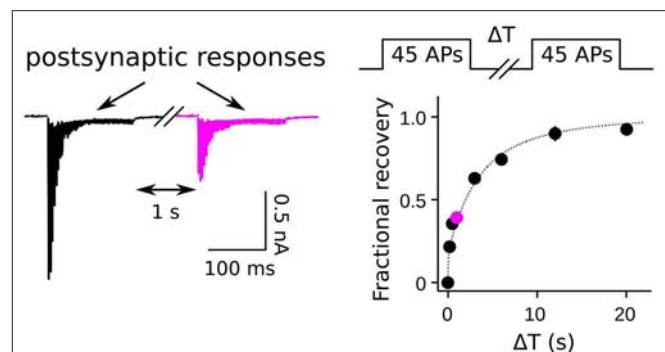 postsynaptic responses
1 s
0.5 nA
100 ms
ΔT
45 APs
45 APs
Fractional recovery
1.0
0.5
0
0
10
20
ΔT (s)